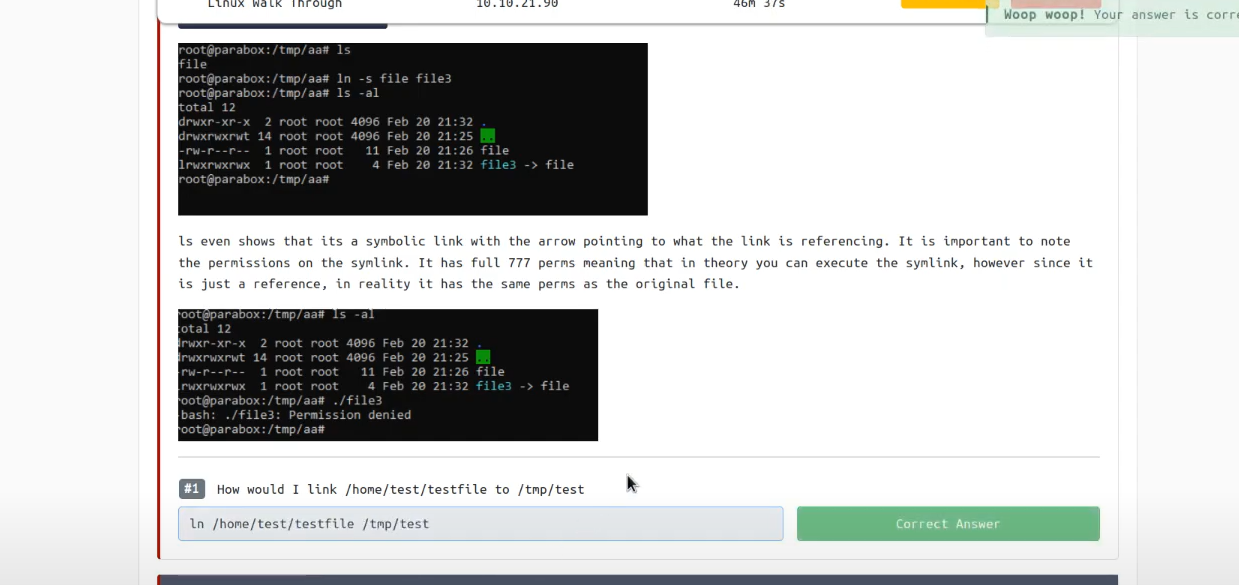 Linux Walk Through 10.10.21.90 46m 37s
Woop woop! Your answer is corre
root@parabox:/tmp/aa# ls
file
root@parabox:/tmp/aa# ln -s file file3
root@parabox:/tmp/aa# ls -al
total 12
drwxr-xr-x 2 root root 4096 Feb 20 21:32 .
drwxrwxrwt 14 root root 4096 Feb 20 21:25 ..
-rw-r--r-- 1 root root 11 Feb 20 21:26 file
lrwxrwxrwx 1 root root 4 Feb 20 21:32 file3 -> file
root@parabox:/tmp/aa#
ls even shows that its a symbolic link with the arrow pointing to what the link is referencing. It is important to note
the permissions on the symlink. It has full 777 perms meaning that in theory you can execute the symlink, however since it
is just a reference, in reality it has the same perms as the original file.
root@parabox:/tmp/aa# ls -al
total 12
drwxr-xr-x 2 root root 4096 Feb 20 21:32 .
drwxrwxrwt 14 root root 4096 Feb 20 21:25 ..
-rw-r--r-- 1 root root 11 Feb 20 21:26 file
lrwxrwxrwx 1 root root 4 Feb 20 21:32 file3 -> file
root@parabox:/tmp/aa# ./file3
-bash: ./file3: Permission denied
root@parabox:/tmp/aa#
#1 How would I link /home/test/testfile to /tmp/test
ln /home/test/testfile /tmp/test Correct Answer